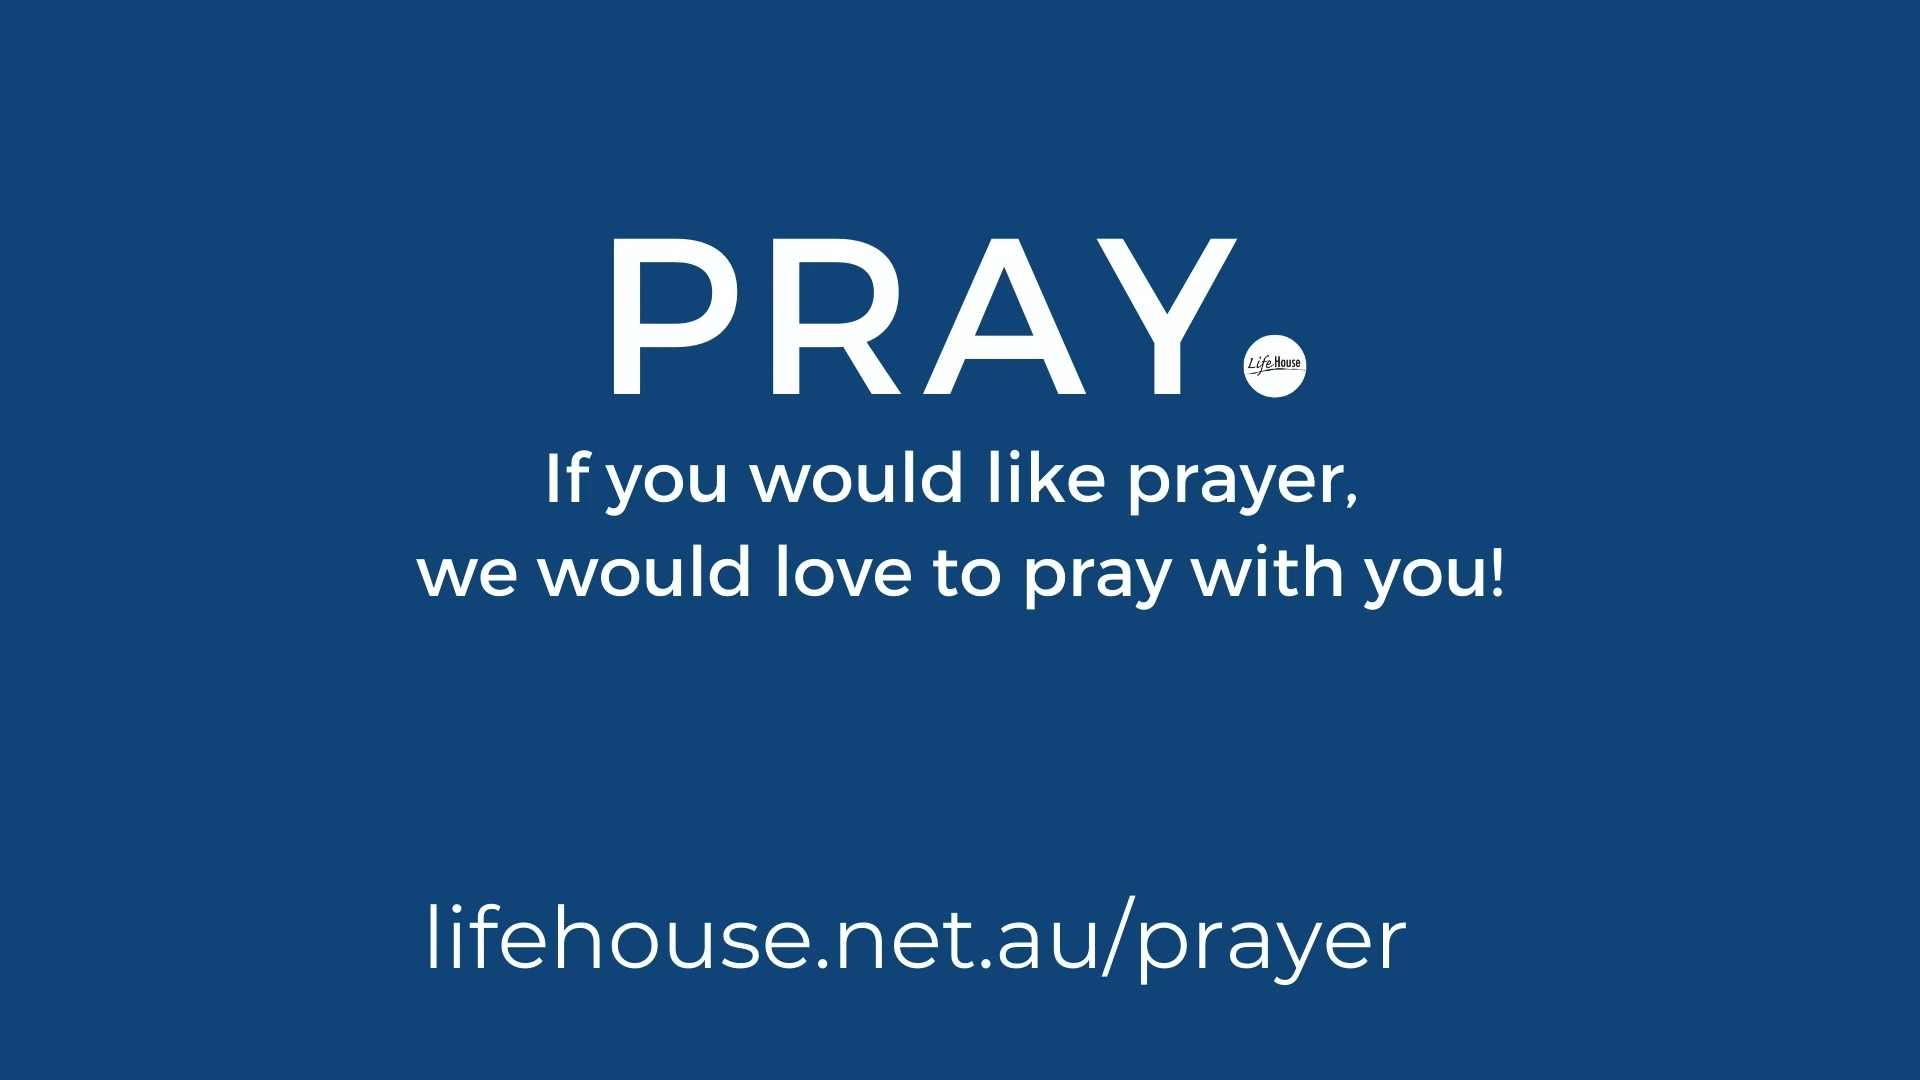 PRAY.
Life House
If you would like prayer,
we would love to pray with you!
lifehouse.net.au/prayer